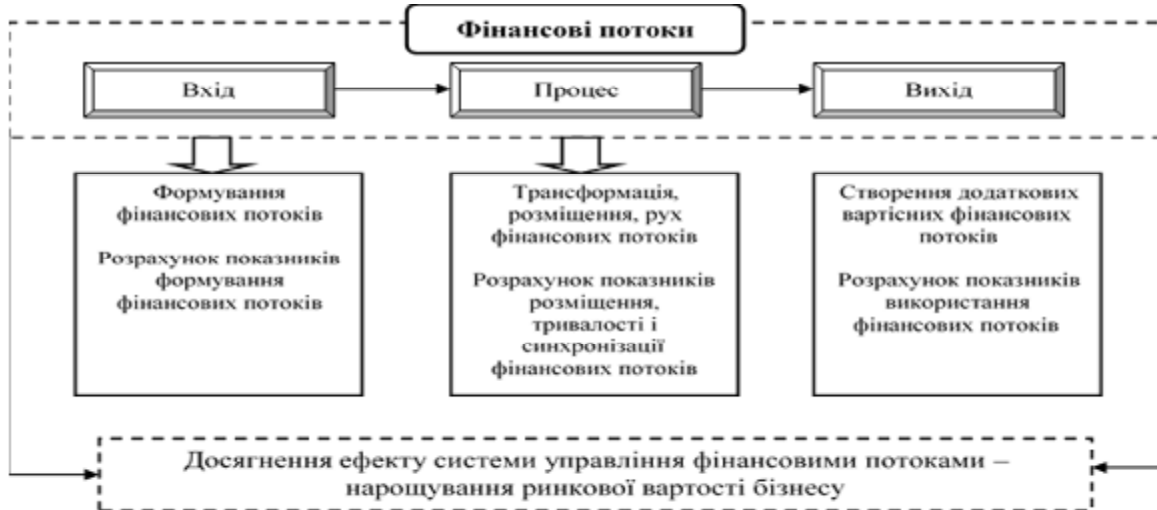 Фінансові потоки
Вхід
Процес
Вихід
Формування
фінансових потоків
Розрахунок показників
формування
фінансових потоків
Трансформація,
розміщення, рух
фінансових потоків
Розрахунок показників
розміщення,
тривалості і
синхронізації
фінансових потоків
Створення додаткових
вартісних фінансових
потоків
Розрахунок показників
використання
фінансових потоків
Досягнення ефекту системи управління фінансовими потоками –
нарощування ринкової вартості бізнесу